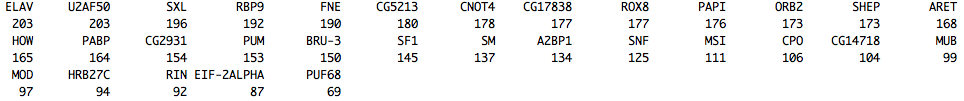 ELAV U2AF50 SXL RBP9 FNE CG5213 CNOT4 CG17838 ROX8 PAPI ORB2 SHEP ARET
203 203 196 192 190 180 178 177 177 176 173 173 168
HOW PABP CG2931 PUM BRU-3 SF1 SM A2BP1 SNF MSI CPO CG14718 MUB
165 164 154 153 150 145 137 134 125 111 106 104 99
MOD HRB27C RIN EIF-2ALPHA PUF68
97 94 92 87 69